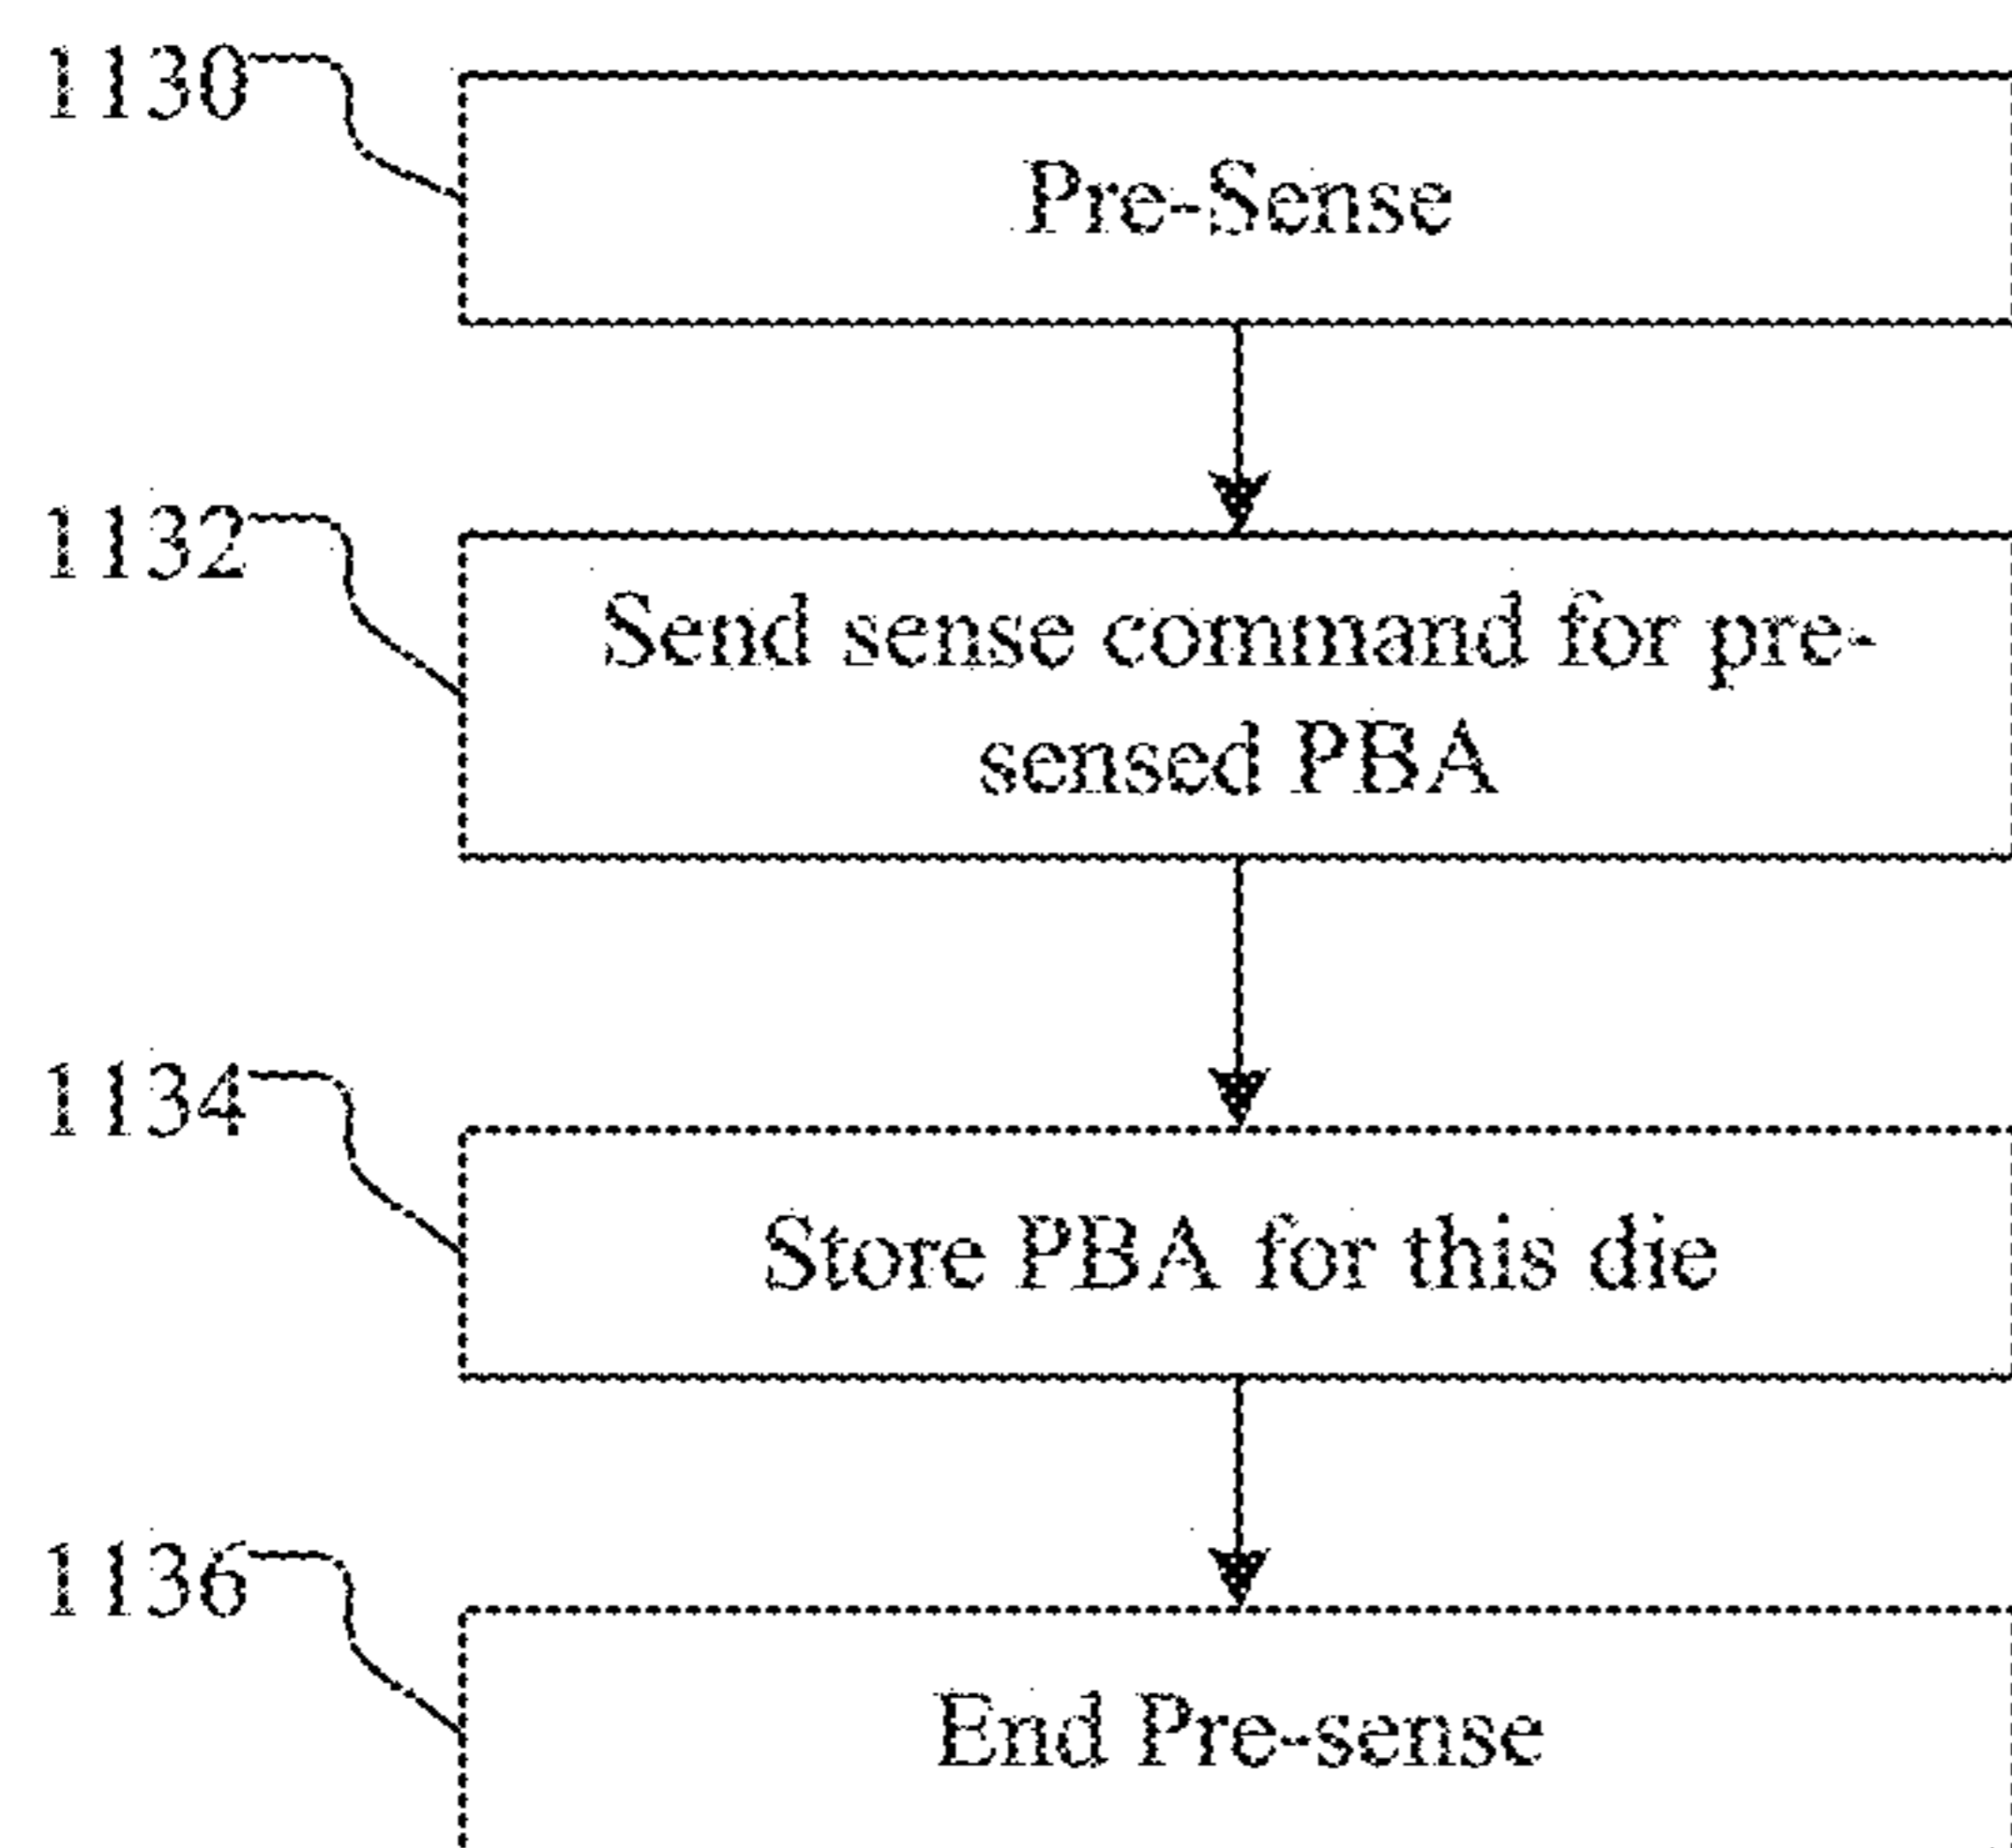 1130
Pre-Sense
1132
Send sense command for pre-
sensed PBA
1134
Store PBA for this die
1136
End Pre-sense